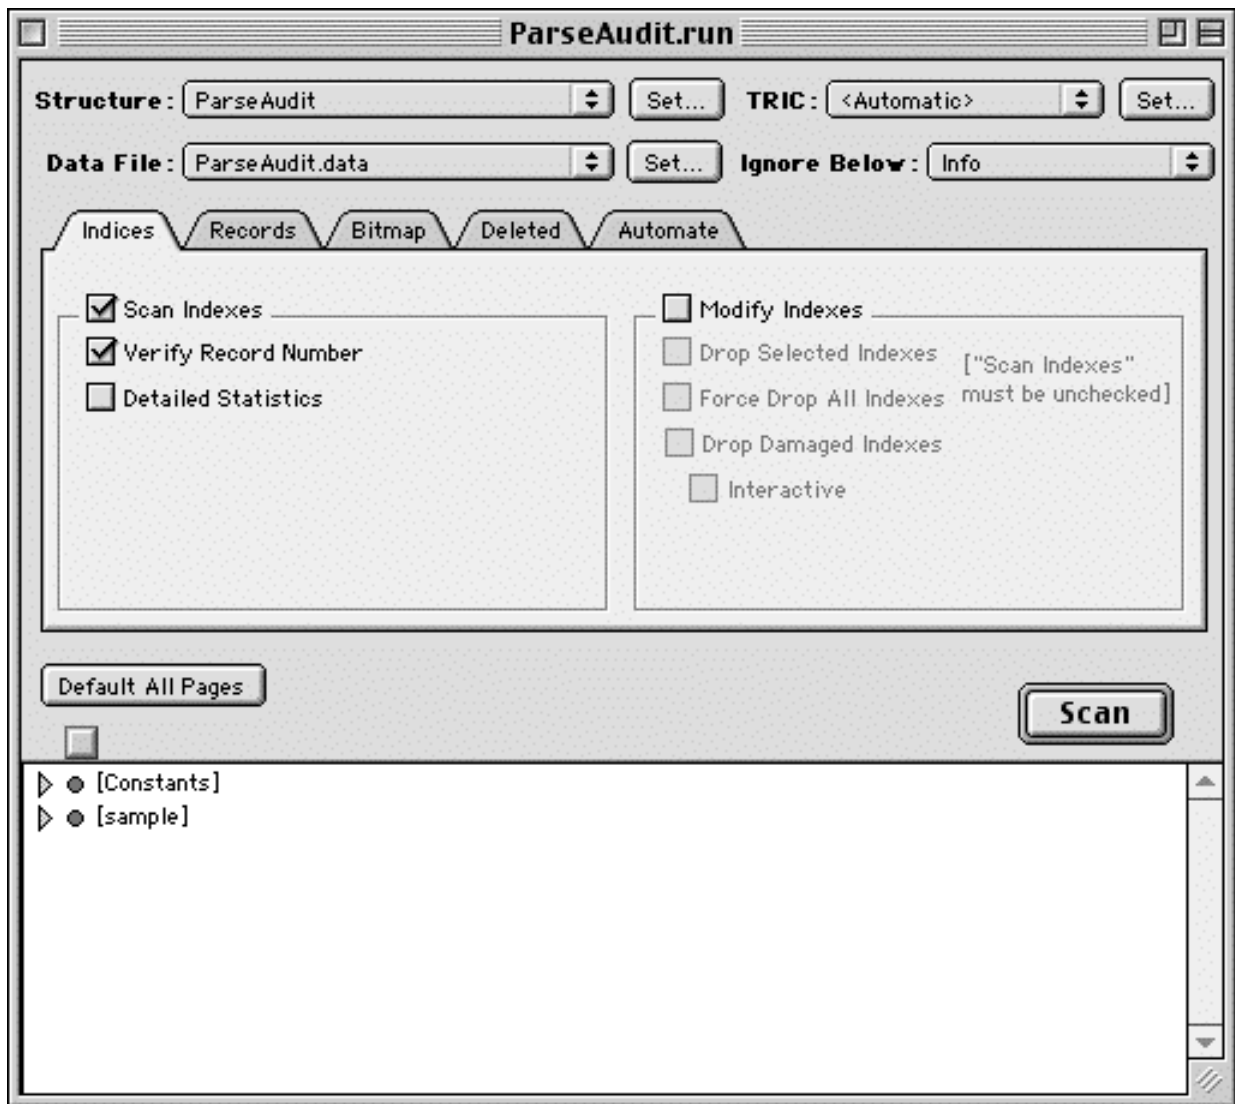 ParseAudit.run
Structure: ParseAudit Set... TRIC: <Automatic> Set...
Data File: ParseAudit.data Set... Ignore Below: Info
Indices Records Bitmap Deleted Automate
Scan Indexes
Verify Record Number
Detailed Statistics
Modify Indexes
Drop Selected Indexes
Force Drop All Indexes
["Scan Indexes"
must be unchecked]
Drop Damaged Indexes
Interactive
Default All Pages
Scan
[Constants]
[sample]